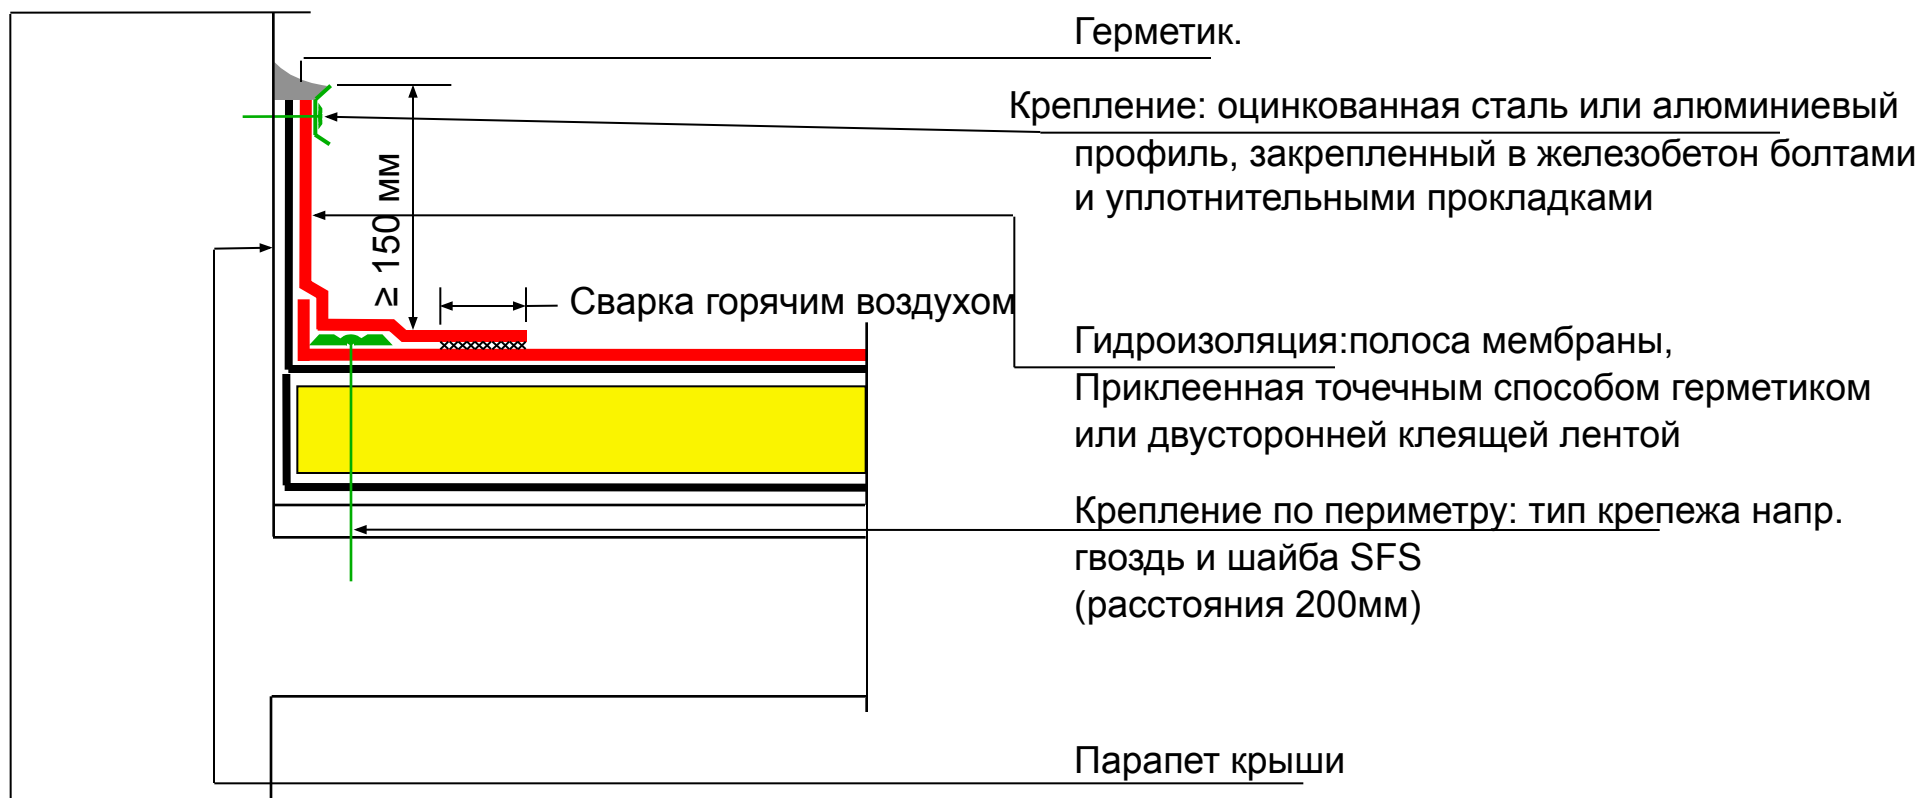 Герметик.
Крепление: оцинкованная сталь или алюминиевый
профиль, закрепленный в железобетон болтами
и уплотнительными прокладками
≥ 150 мм
Сварка горячим воздухом
Гидроизоляция:полоса мембраны,
Приклеенная точечным способом герметиком
или двусторонней клеящей лентой
Крепление по периметру: тип крепежа напр.
гвоздь и шайба SFS
(расстояния 200мм)
Парапет крыши